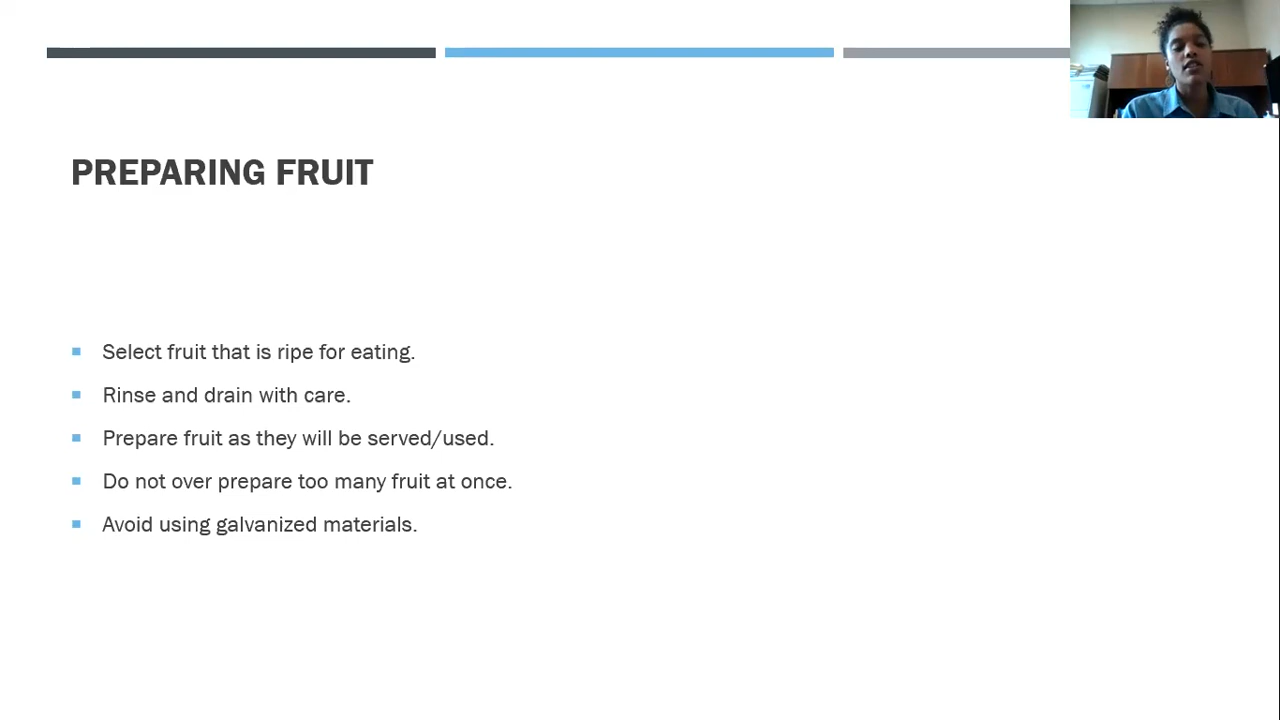 PREPARING FRUIT
Select fruit that is ripe for eating.
Rinse and drain with care.
Prepare fruit as they will be served/used.
Do not over prepare too many fruit at once.
Avoid using galvanized materials.